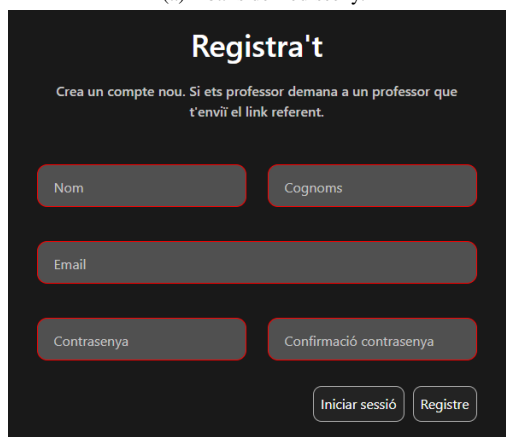 Registra't
Crea un compte nou. Si ets professor demana a un professor que
t'enviï el link referent.
Nom
Cognoms
Email
Contrasenya
Confirmació contrasenya
Iniciar sessió
Registre